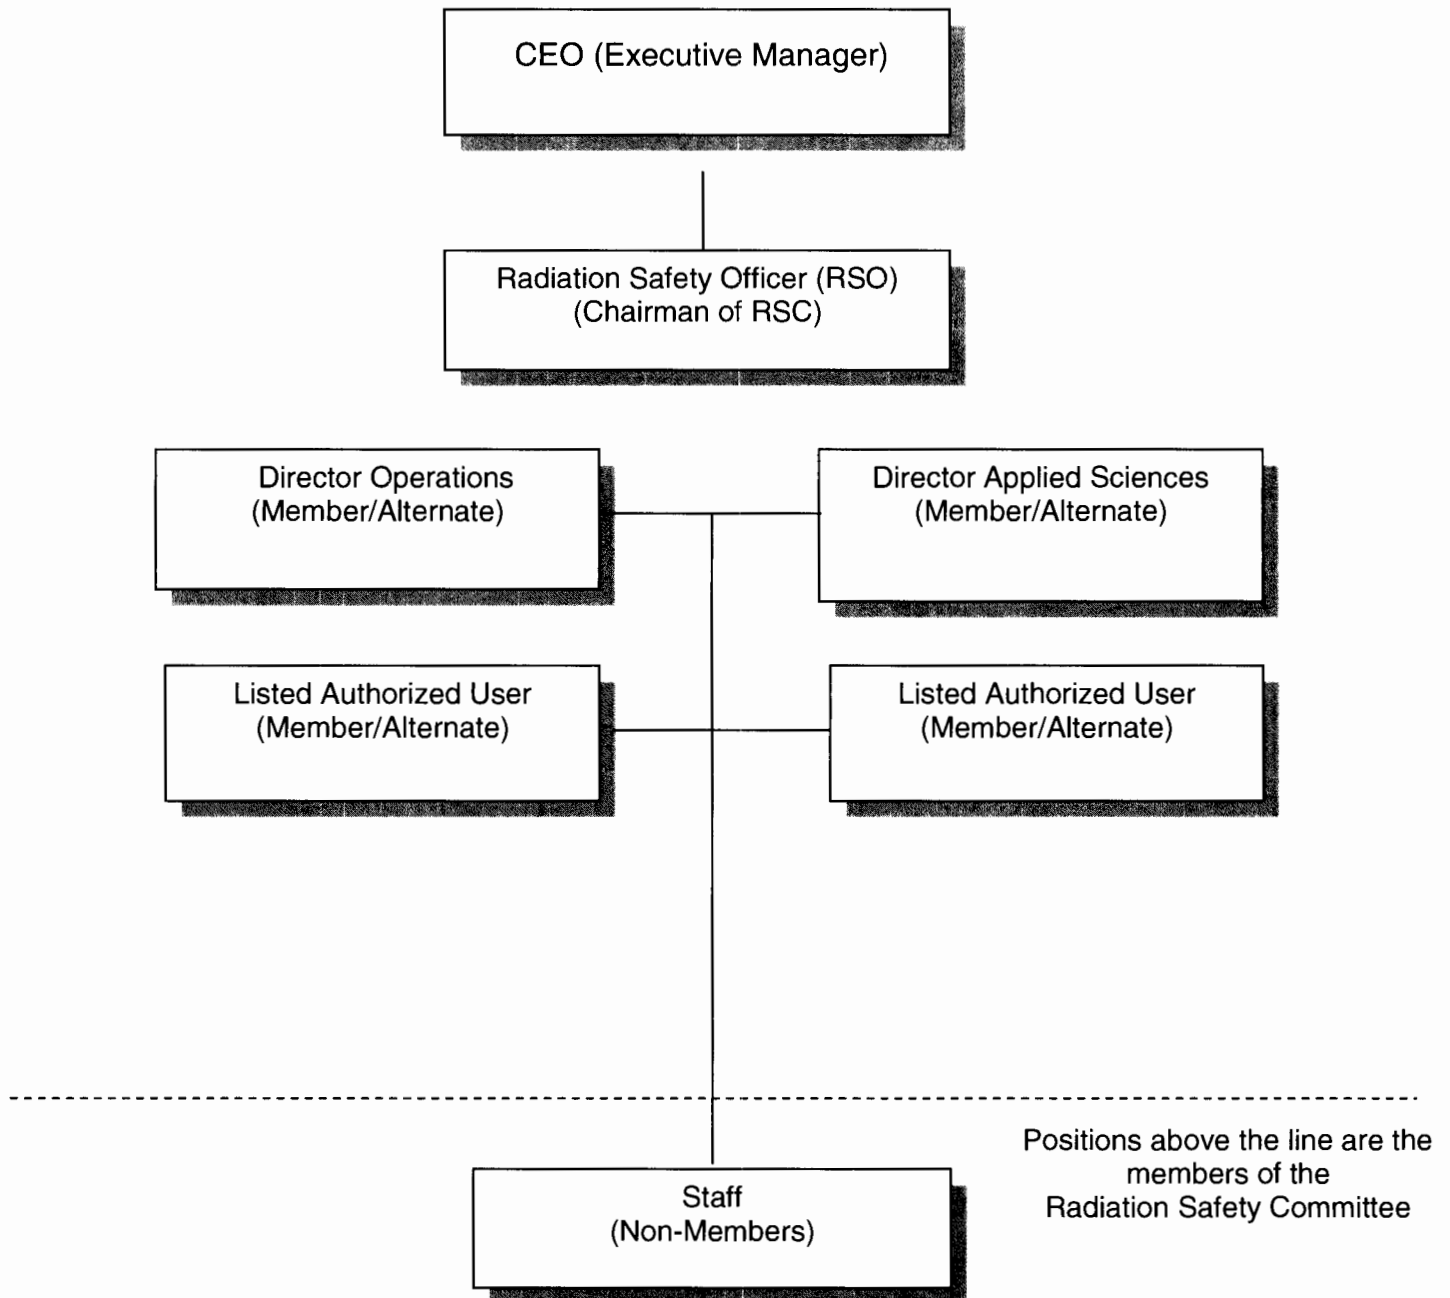 CEO (Executive Manager)
Radiation Safety Officer (RSO)
(Chairman of RSC)
Director Operations
(Member/Alternate)
Director Applied Sciences
(Member/Alternate)
Listed Authorized User
(Member/Alternate)
Listed Authorized User
(Member/Alternate)
Positions above the line are the
members of the
Radiation Safety Committee
Staff
(Non-Members)